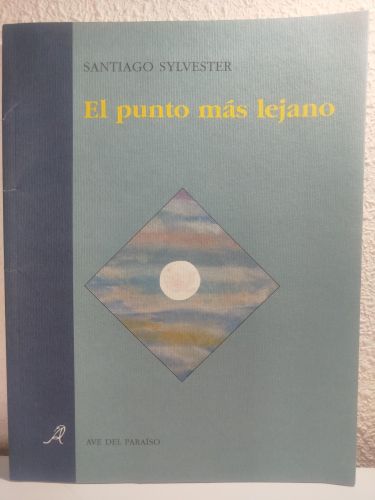 SANTIAGO SYLVESTER
El punto más lejano
AVE DEL PARAÍSO